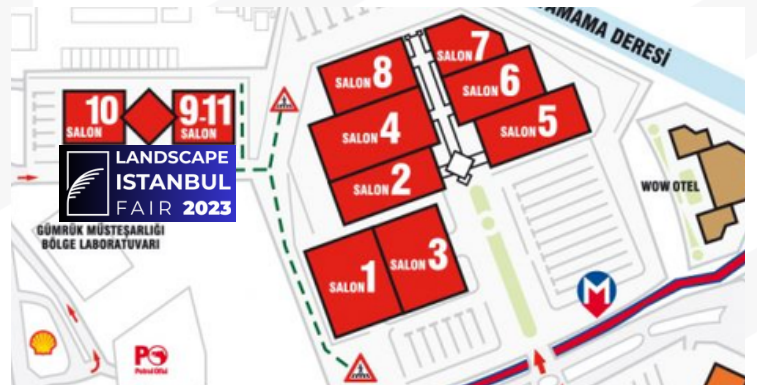 AMAMA DERESİ
SALON 7
SALON 8
SALON 6
10 SALON
9-11 SALON
SALON 4
SALON 5
LANDSCAPE
ISTANBUL
FAIR 2023
SALON 2
WOW OTEL
GÜMRÜK MÜSTEŞARLIĞI
BÖLGE LABORATUVARI
SALON 1
SALON 3
M
PO
Petrol Ofisi